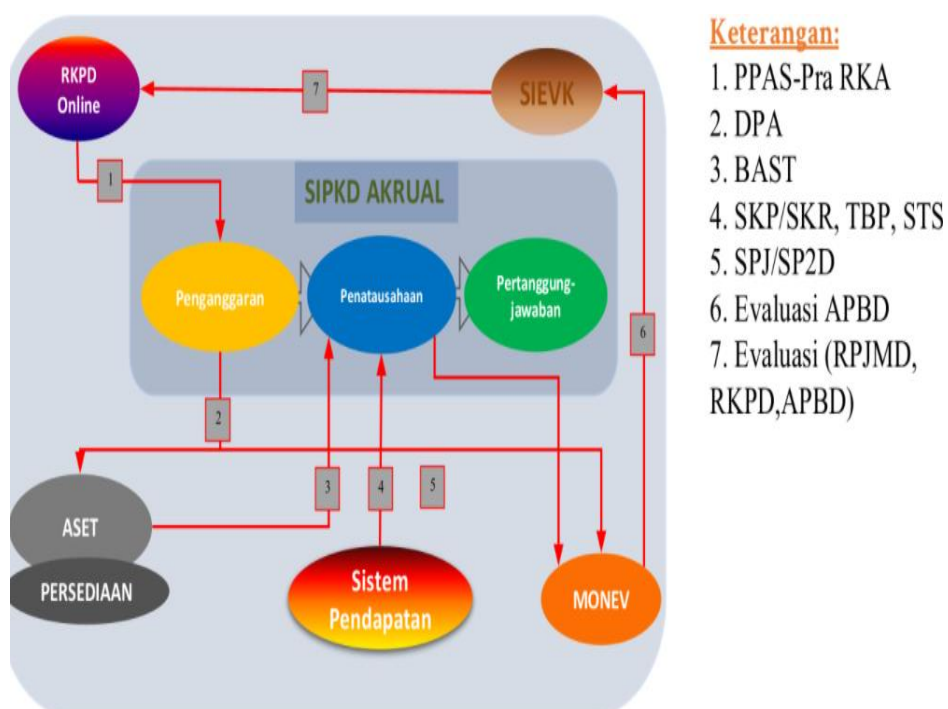 Keterangan:
1. PPAS-Pra RKA
2. DPA
3. BAST
4. SKP/SKR, TBP, STS
5. SPJ/SP2D
6. Evaluasi APBD
7. Evaluasi (RPJMD,
RKPD,APBD)
RKPD
Online
7
SIEVK
1
SIPKD AKRUAL
Penganggaran
Penatausahaan
Pertanggung-
jawaban
6
2
3
4
5
ASET
PERSEDIAAN
Sistem
Pendapatan
MONEV